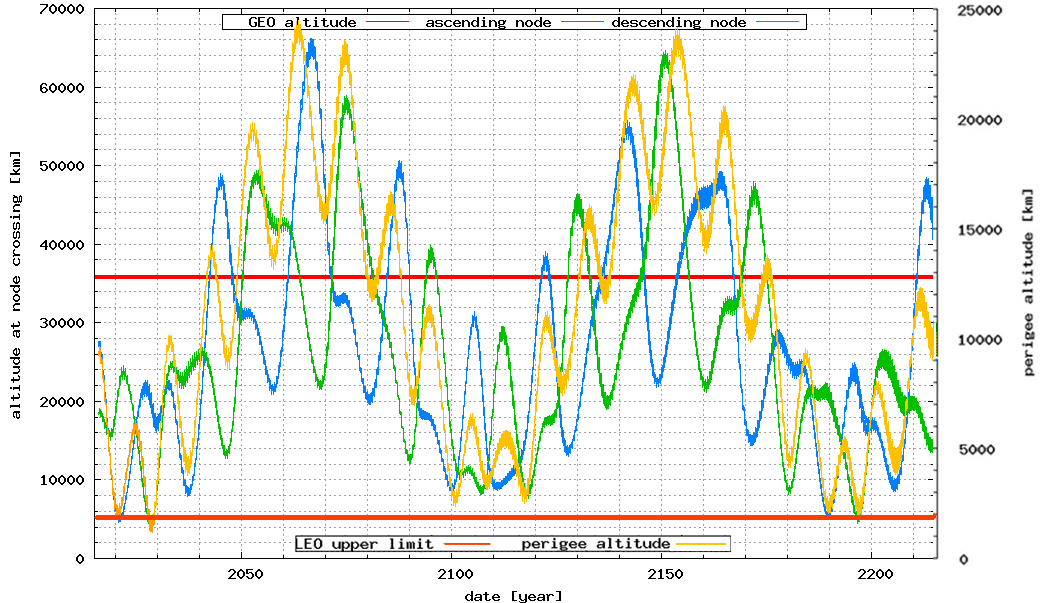 GEO altitude ascending node descending node
70000
60000
50000
40000
30000
20000
10000
0
altitude at node crossing [km]
25000
20000
15000
10000
5000
0
perigee altitude [km]
LEO upper limit perigee altitude
2050 2100 2150 2200
date [year]